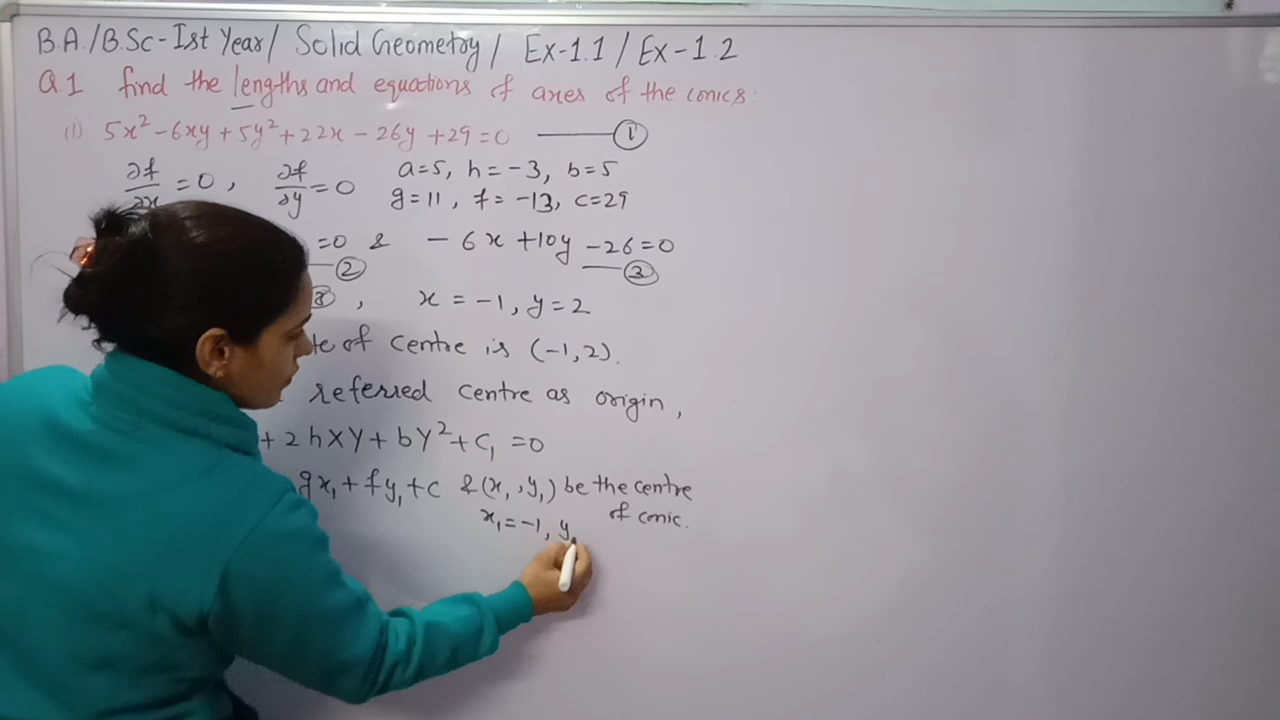 B.A./B.Sc-Ist Year/ Solid Geometry/ Ex-1.1/Ex-1.2
Q.1 find the lengths and equations of axes of the conics:
(1) 5x² - 6xy + 5y² + 22x - 26y + 29 = 0 —— ①
∂f/∂x = 0, ∂f/∂y = 0 a=5, h=-3, b=5
g=11, f=-13, c=29
=0 & -6x+10y-26=0
—② —③
, x=-1, y=2
of centre is (-1,2).
referred centre as origin,
+2hXY+bY²+C₁=0
gx₁+fy₁+c &(x₁,y₁) be the centre
of conic.
x₁=-1, y